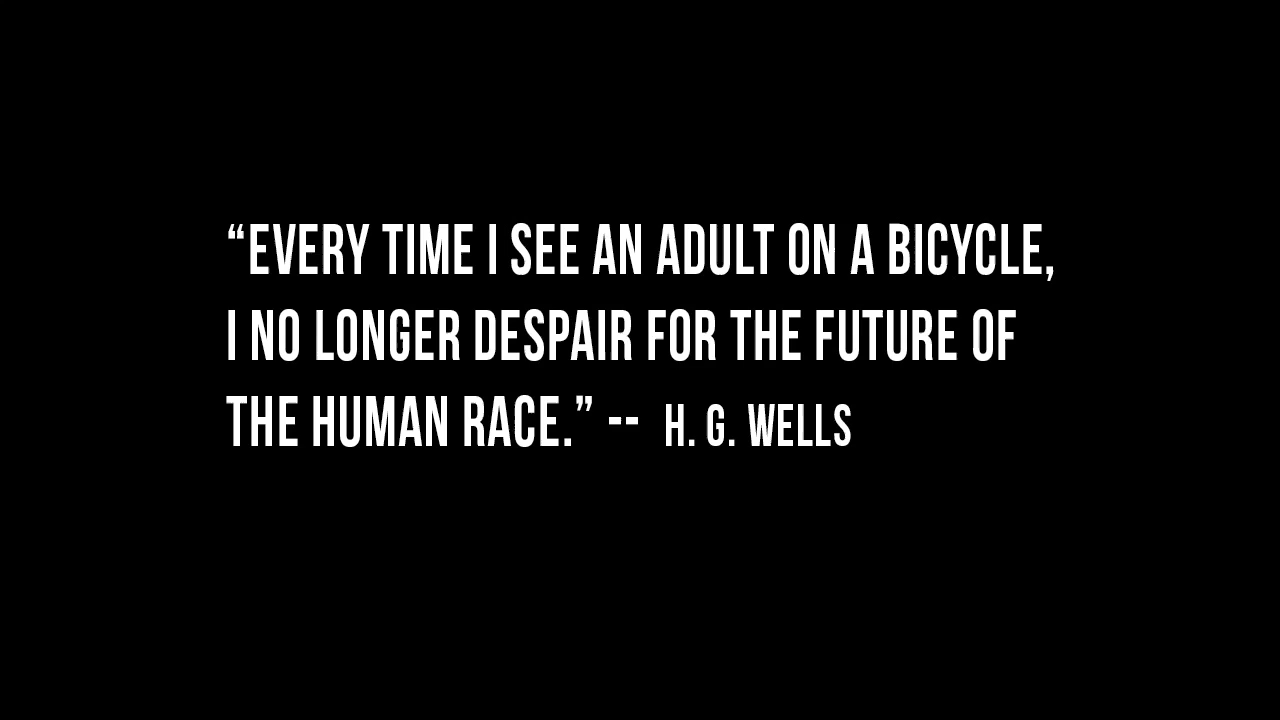 “EVERY TIME I SEE AN ADULT ON A BICYCLE,
I NO LONGER DESPAIR FOR THE FUTURE OF
THE HUMAN RACE.” -- H. G. WELLS